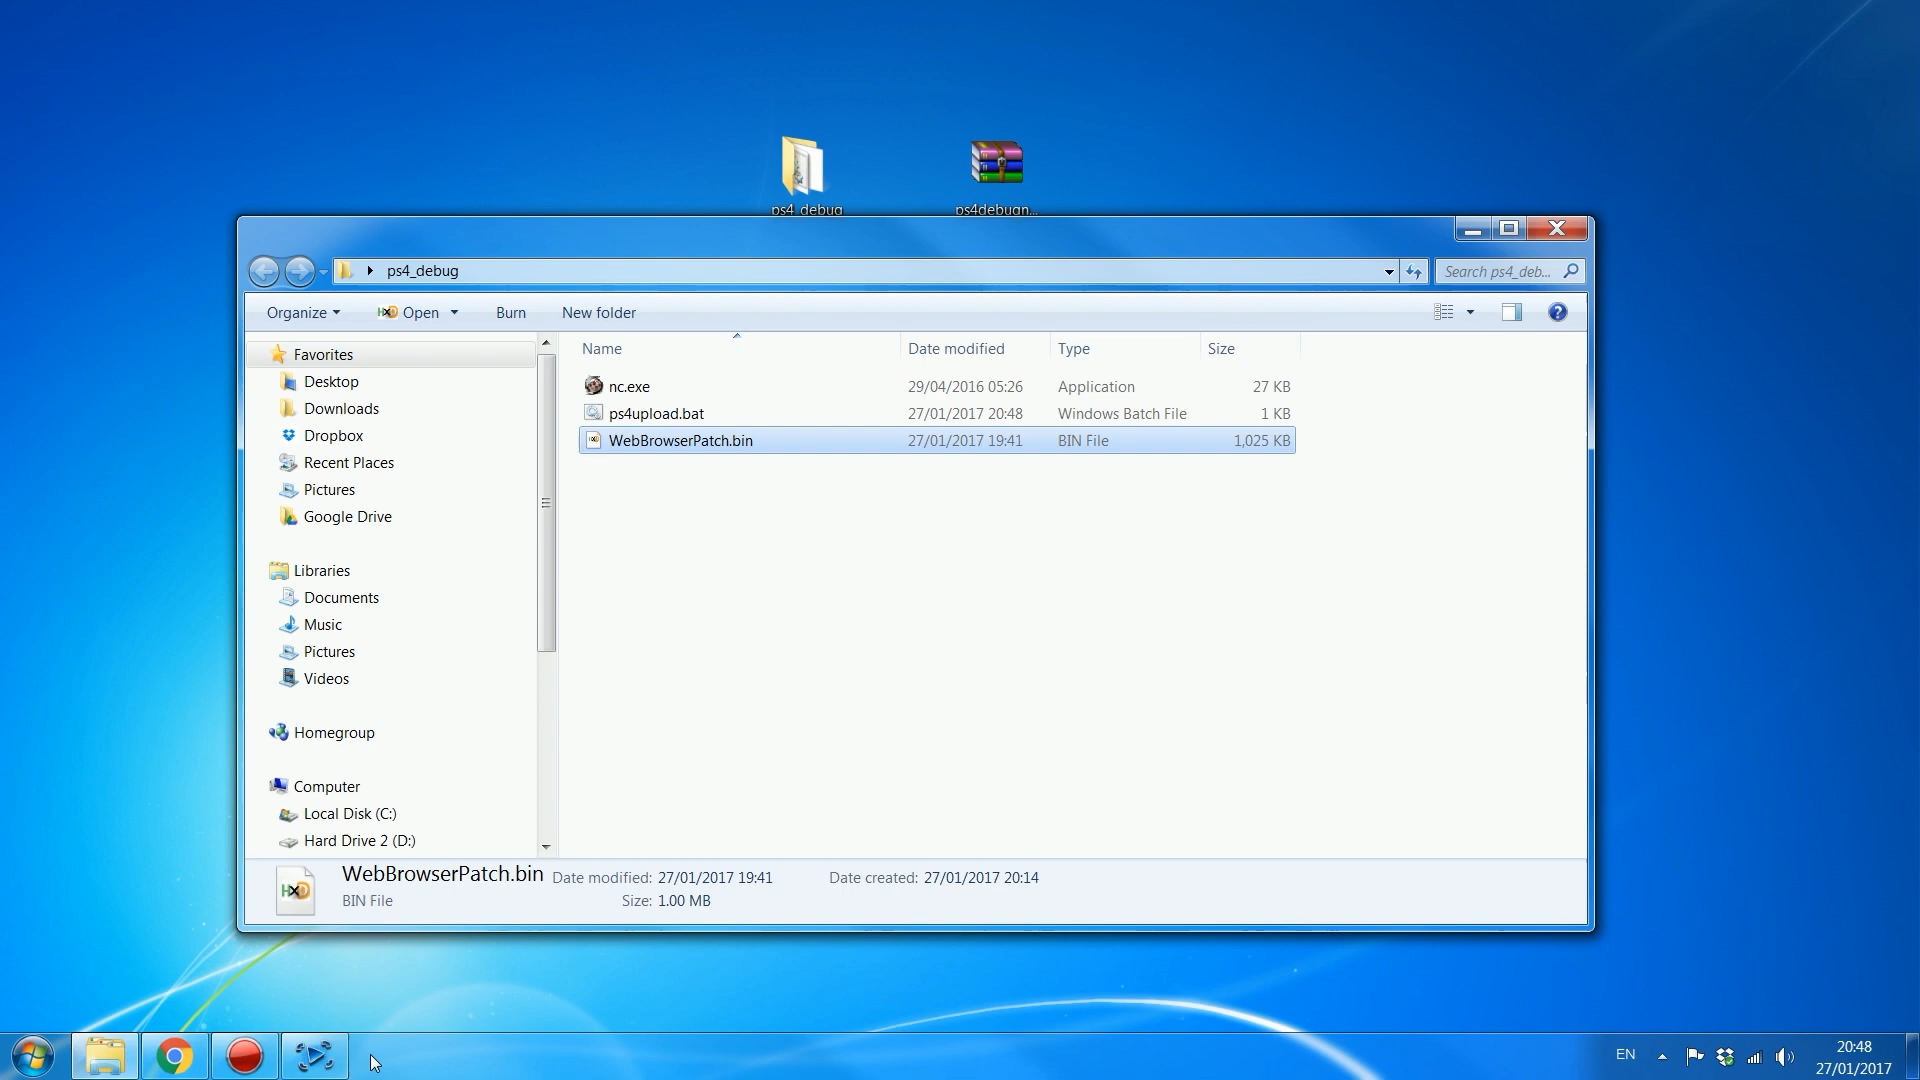 ps4_debug
ps4debugn...
ps4_debug
Search ps4_deb...
Organize
Open
Burn
New folder
Name
Date modified
Type
Size
Favorites
Desktop
Downloads
Dropbox
Recent Places
Pictures
Google Drive
Libraries
Documents
Music
Pictures
Videos
Homegroup
Computer
Local Disk (C:)
Hard Drive 2 (D:)
nc.exe 29/04/2016 05:26 Application 27 KB
ps4upload.bat 27/01/2017 20:48 Windows Batch File 1 KB
WebBrowserPatch.bin 27/01/2017 19:41 BIN File 1,025 KB
HXD
WebBrowserPatch.bin Date modified: 27/01/2017 19:41 Date created: 27/01/2017 20:14
BIN File Size: 1.00 MB
EN
20:48
27/01/2017